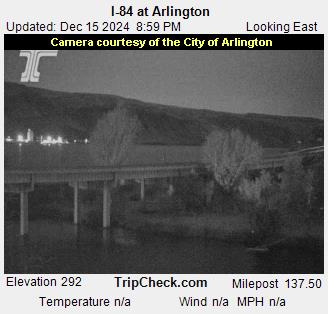 I-84 at Arlington
Updated: Dec 15 2024 8:59 PM Looking East
Camera courtesy of the City of Arlington
Elevation 292 TripCheck.com Milepost 137.50
Temperature n/a Wind n/a MPH n/a